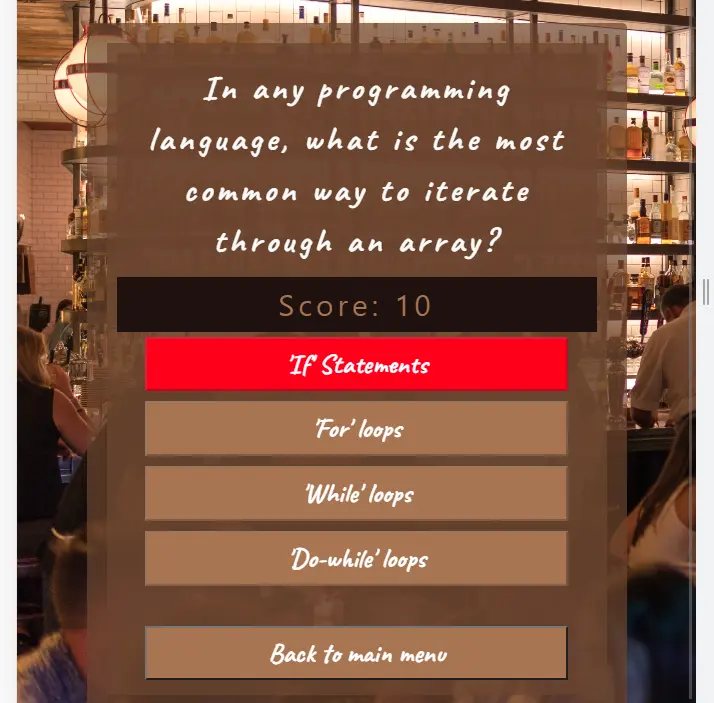 In any programming
language, what is the most
common way to iterate
through an array?
Score: 10
'If' Statements
'For' loops
'While' loops
'Do-while' loops
Back to main menu